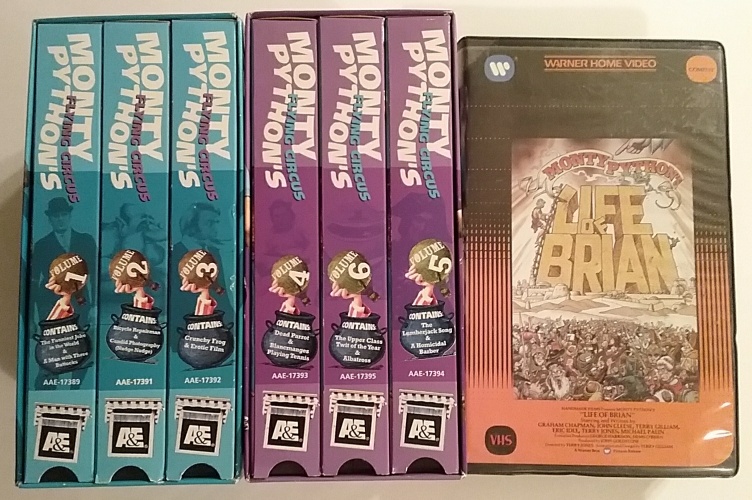 MONTY
PYTHON'S
FLYING CIRCUS
VOLUME
1
CONTAINS
The Funniest Joke
in the World
&
A Man with Three
Buttocks
AAE-17389
A&E
MONTY
PYTHON'S
FLYING CIRCUS
VOLUME
2
CONTAINS
Bicycle Repairman
&
Candid Photography
(Nudge Nudge)
AAE-17391
A&E
MONTY
PYTHON'S
FLYING CIRCUS
VOLUME
3
CONTAINS
Crunchy Frog
& Erotic Film
AAE-17392
A&E
MONTY
PYTHON'S
FLYING CIRCUS
VOLUME
4
CONTAINS
Dead Parrot
&
Blancmanges
Playing Tennis
AAE-17393
A&E
MONTY
PYTHON'S
FLYING CIRCUS
VOLUME
6
CONTAINS
The Upper Class
Twit of the Year
&
Albatross
AAE-17395
A&E
MONTY
PYTHON'S
FLYING CIRCUS
VOLUME
5
CONTAINS
The
Lumberjack Song
&
A Homicidal
Barber
AAE-17394
A&E
WARNER HOME VIDEO
COMEDY
MONTY PYTHON'S
LIFE
OF
BRIAN
"LIFE OF BRIAN"
GRAHAM CHAPMAN, JOHN CLEESE, TERRY GILLIAM,
ERIC IDLE, TERRY JONES, MICHAEL PALIN
VHS